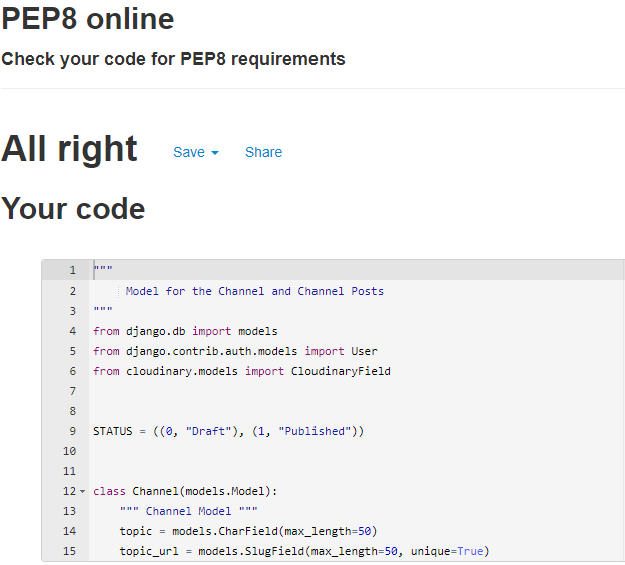 PEP8 online
Check your code for PEP8 requirements
All right Save Share
Your code
1 """
2 Model for the Channel and Channel Posts
3 """
4 from django.db import models
5 from django.contrib.auth.models import User
6 from cloudinary.models import CloudinaryField
7
8
9 STATUS = ((0, "Draft"), (1, "Published"))
10
11
12 class Channel(models.Model):
13 """ Channel Model """
14 topic = models.CharField(max_length=50)
15 topic_url = models.SlugField(max_length=50, unique=True)